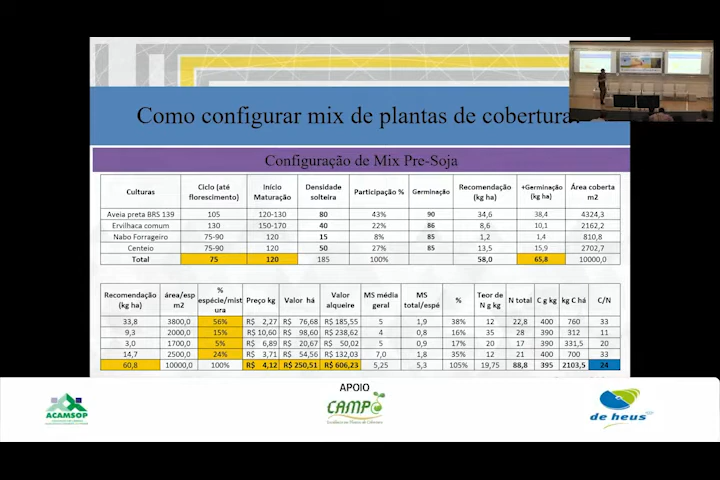 Como configurar mix de plantas de cobertura
Configuração de Mix Pre-Soja
Culturas Ciclo (até florescimento) Início Maturação Densidade solteira Participação % Germinação Recomendação (kg ha) +Germinação (kg ha) Área coberta m2
Aveia preta BRS 139 105 120-130 80 43% 90 34,6 38,4 4324,3
Ervilhaca comum 130 150-170 40 22% 86 8,6 10,1 2162,2
Nabo Forrageiro 75-90 120 15 8% 85 1,2 1,4 810,8
Centeio 75-90 120 50 27% 85 13,5 15,9 2702,7
Total 75 120 185 100% 58,0 65,8 10000,0
Recomendação (kg ha) área/esp m2 % espécie/mistura Preço kg Valor há Valor alqueire MS média geral MS total/espé % Teor de N g kg N total C g kg kg C há C/N
33,8 3800,0 56% R$ 2,27 R$ 76,68 R$ 185,55 5 1,9 38% 12 22,8 400 760 33
9,3 2000,0 15% R$ 10,60 R$ 98,60 R$ 238,62 4 0,8 16% 35 28 390 312 11
3,0 1700,0 5% R$ 6,89 R$ 20,67 R$ 50,02 5 0,9 17% 20 17 390 331,5 20
14,7 2500,0 24% R$ 3,71 R$ 54,56 R$ 132,03 7,0 1,8 35% 12 21 400 700 33
60,8 10000,0 100% R$ 4,12 R$ 250,51 R$ 606,23 5,25 5,3 105% 19,75 88,8 395 2103,5 24
APOIO
ACAMSOP
CAMPO
de heus